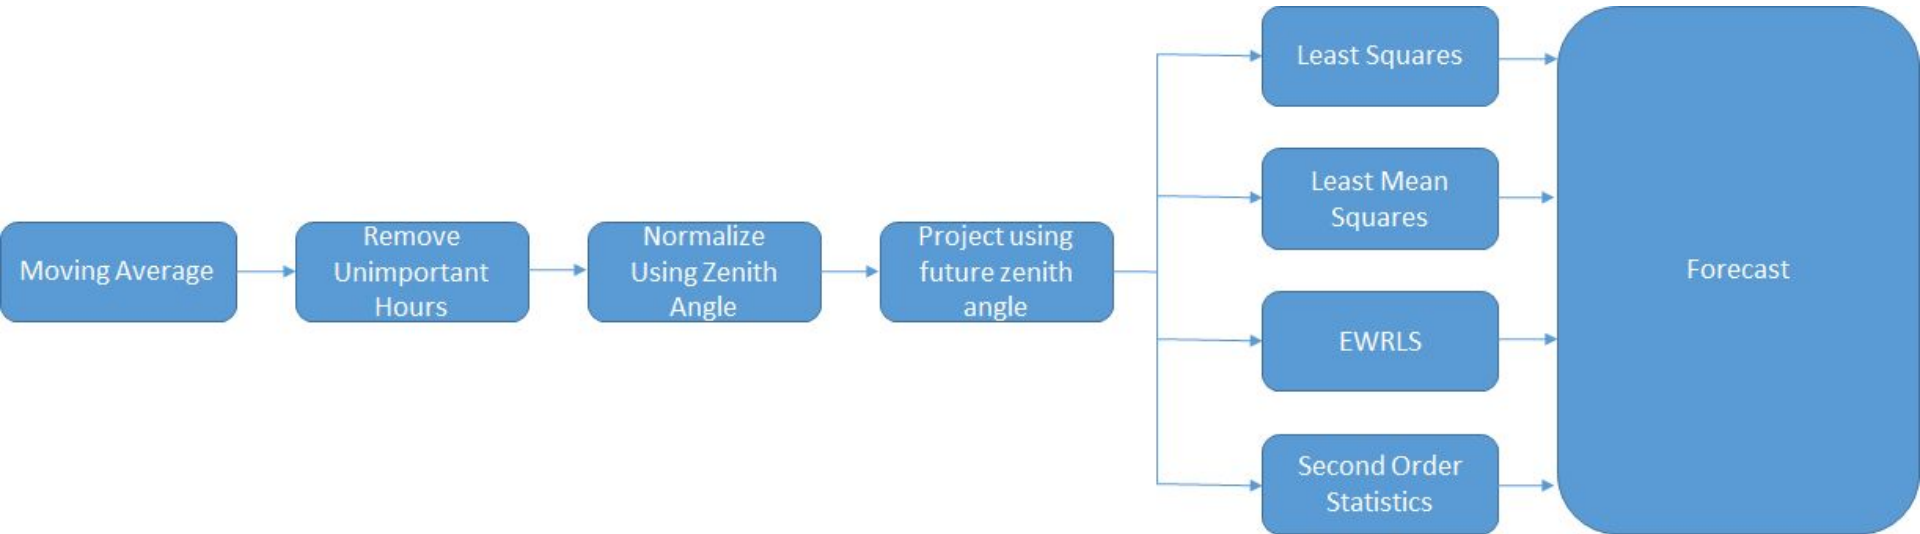 Moving Average
Remove
Unimportant
Hours
Normalize
Using Zenith
Angle
Project using
future zenith
angle
Least Squares
Least Mean
Squares
EWRLS
Second Order
Statistics
Forecast